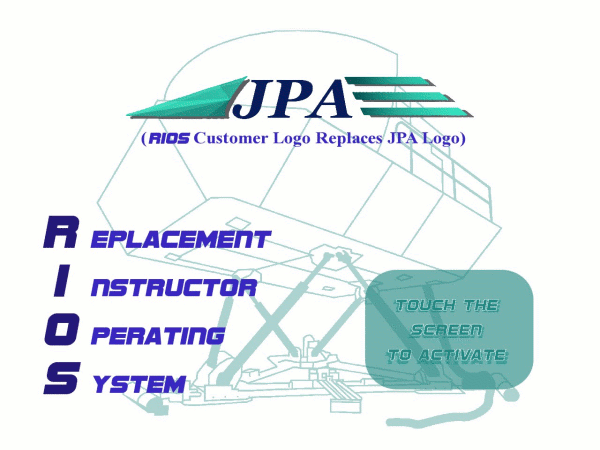 JPA
(RIOS Customer Logo Replaces JPA Logo)
REPLACEMENT
INSTRUCTOR
OPERATING
SYSTEM
TOUCH THE
SCREEN
TO ACTIVATE